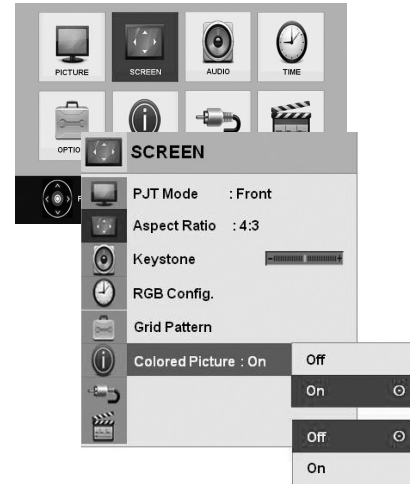 PICTURE
SCREEN
AUDIO
TIME
OPTIO
SCREEN
PJT Mode : Front
Aspect Ratio : 4:3
Keystone
RGB Config.
Grid Pattern
Colored Picture : On
Off
On
Off
On